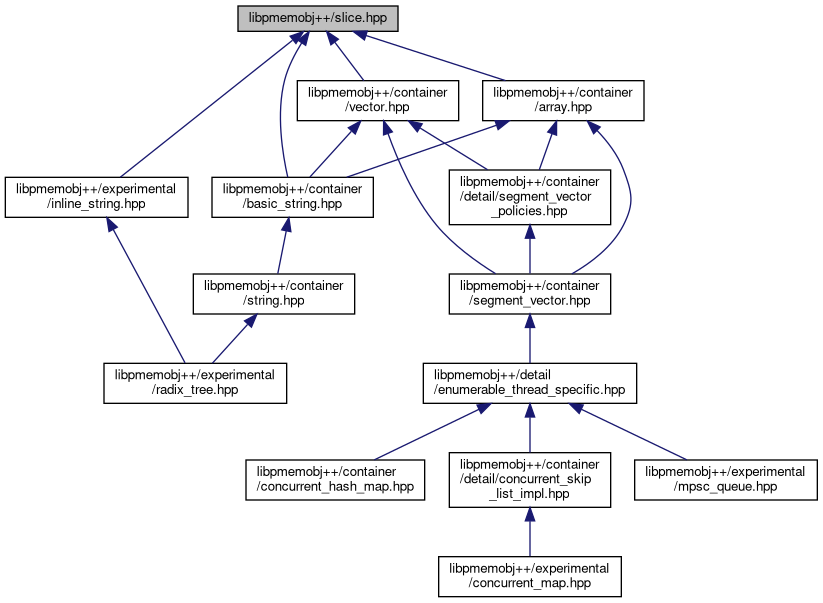 libpmemobj++/slice.hpp
libpmemobj++/container
/vector.hpp
libpmemobj++/container
/array.hpp
libpmemobj++/experimental
/inline_string.hpp
libpmemobj++/container
/basic_string.hpp
libpmemobj++/container
/detail/segment_vector
_policies.hpp
libpmemobj++/container
/string.hpp
libpmemobj++/container
/segment_vector.hpp
libpmemobj++/experimental
/radix_tree.hpp
libpmemobj++/detail
/enumerable_thread_specific.hpp
libpmemobj++/container
/concurrent_hash_map.hpp
libpmemobj++/container
/detail/concurrent_skip
_list_impl.hpp
libpmemobj++/experimental
/mpsc_queue.hpp
libpmemobj++/experimental
/concurrent_map.hpp